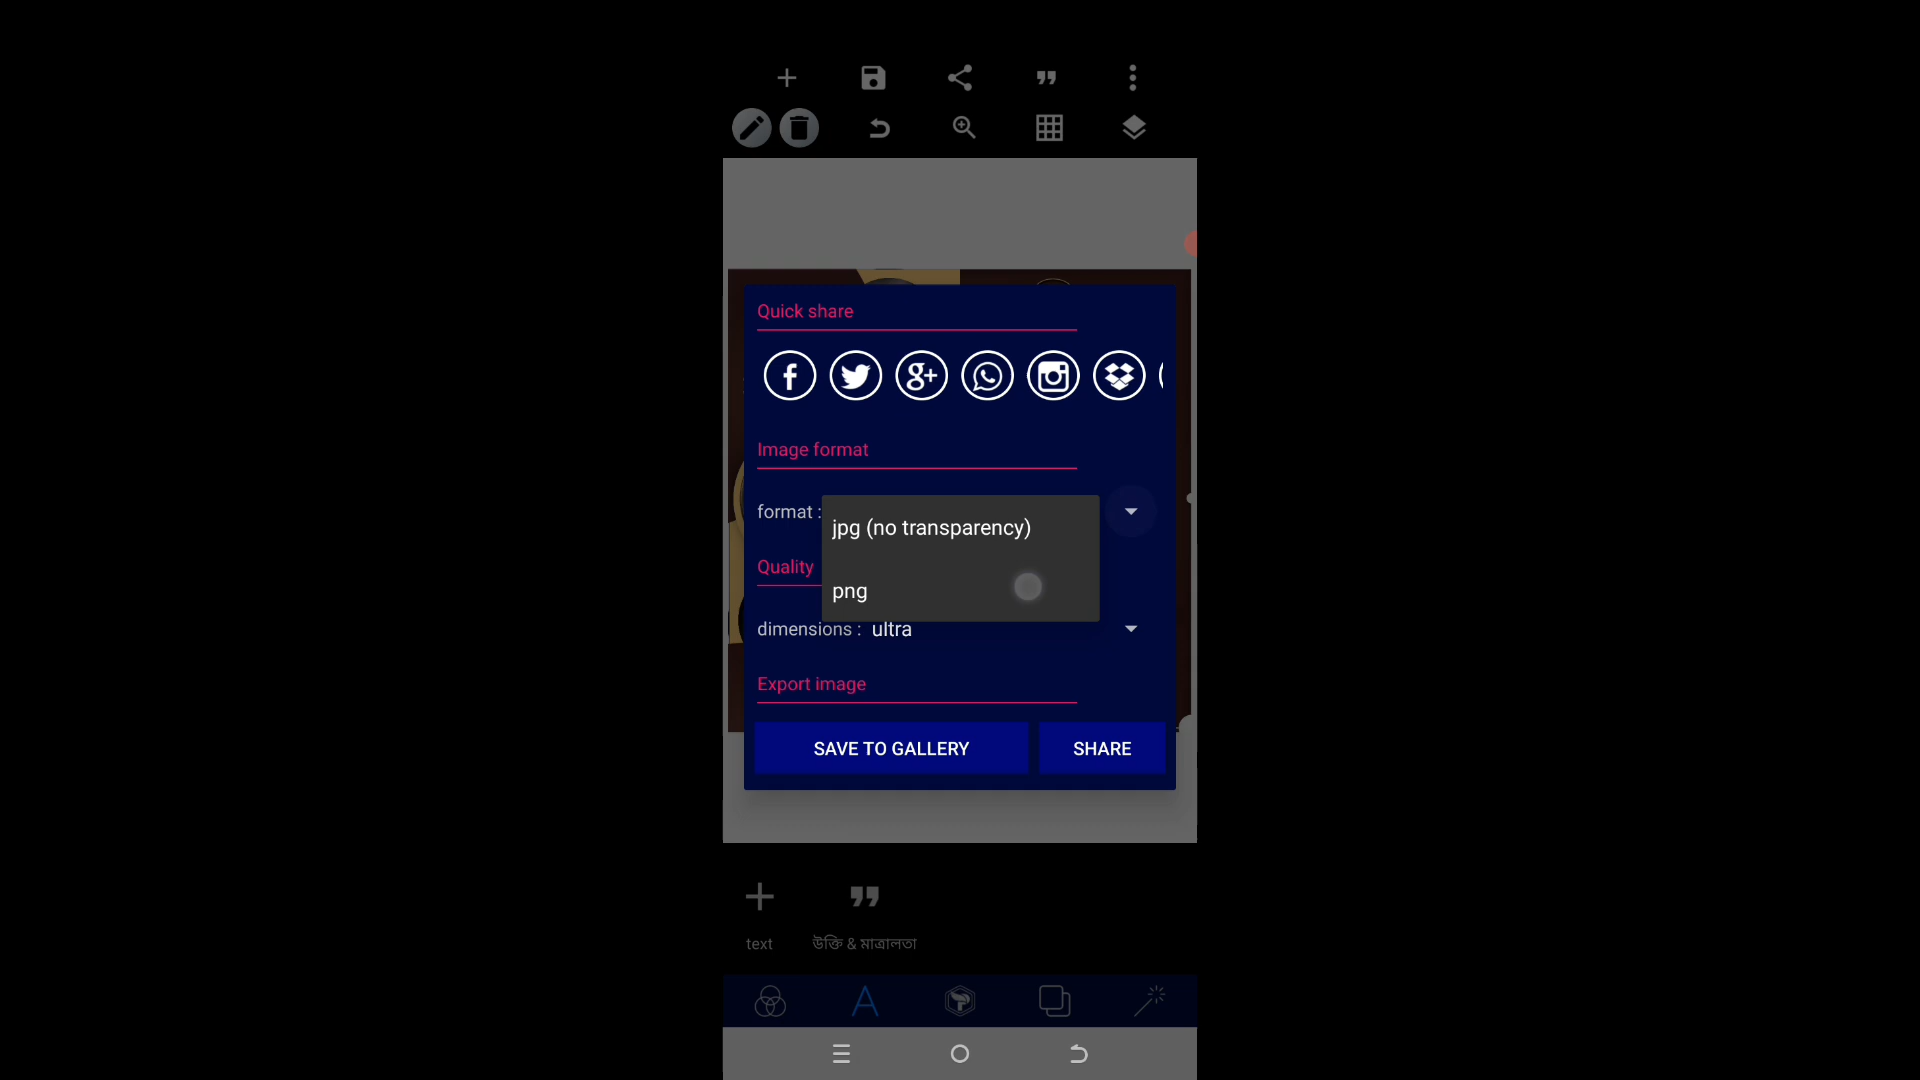 Quick share
Image format
format :
jpg (no transparency)
Quality
png
dimensions : ultra
Export image
SAVE TO GALLERY SHARE
text উক্তি & মাত্রালতা